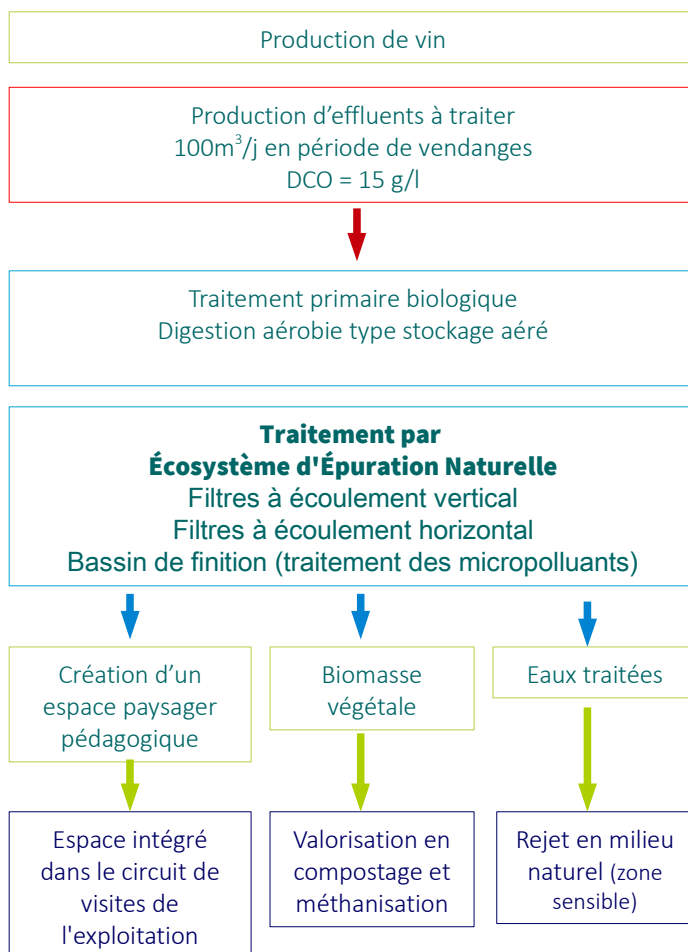 Production de vin
Production d’effluents à traiter
100m³/j en période de vendanges
DCO = 15 g/l
Traitement primaire biologique
Digestion aérobie type stockage aéré
Traitement par
Écosystème d'Épuration Naturelle
Filtres à écoulement vertical
Filtres à écoulement horizontal
Bassin de finition (traitement des micropolluants)
Création d’un
espace paysager
pédagogique
Biomasse
végétale
Eaux traitées
Espace intégré
dans le circuit de
visites de
l'exploitation
Valorisation en
compostage et
méthanisation
Rejet en milieu
naturel (zone
sensible)